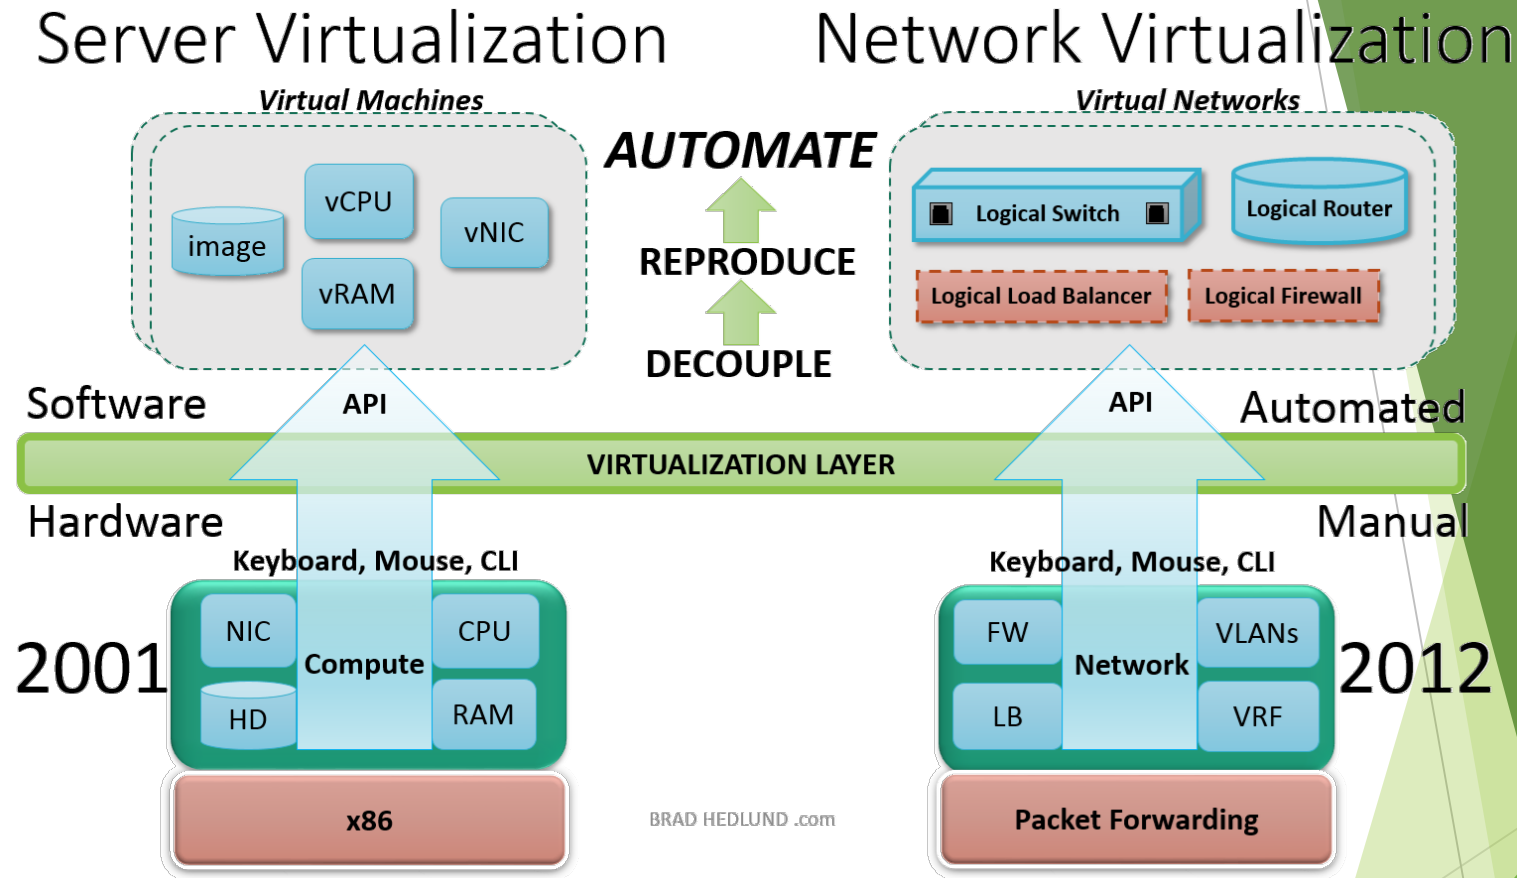 Server Virtualization
Network Virtualization
Virtual Machines
Virtual Networks
AUTOMATE
vCPU
image
vNIC
vRAM
Logical Switch
Logical Router
REPRODUCE
Logical Load Balancer
Logical Firewall
DECOUPLE
Software
API
API
Automated
VIRTUALIZATION LAYER
Hardware
Manual
Keyboard, Mouse, CLI
Keyboard, Mouse, CLI
2001
NIC
CPU
Compute
HD
RAM
FW
VLANs
Network
LB
VRF
2012
x86
BRAD HEDLUND .com
Packet Forwarding